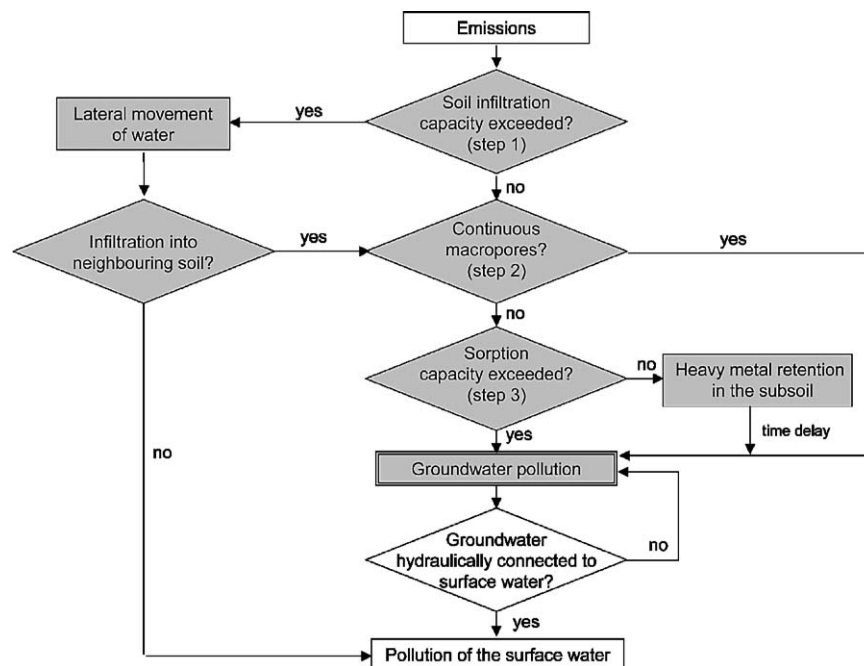 Emissions
Soil infiltration
capacity exceeded?
(step 1)
yes
Lateral movement
of water
no
Infiltration into
neighbouring soil?
yes
Continuous
macropores?
(step 2)
yes
no
Sorption
capacity exceeded?
(step 3)
no
Heavy metal retention
in the subsoil
time delay
yes
no
Groundwater pollution
Groundwater
hydraulically connected to
surface water?
no
yes
Pollution of the surface water